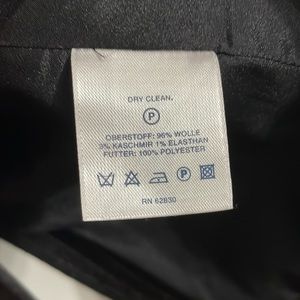 DRY CLEAN.
P
OBERSTOFF: 96% WOLLE
3% KASCHMIR 1% ELASTHAN
FUTTER: 100% POLYESTER
P
RN 62830